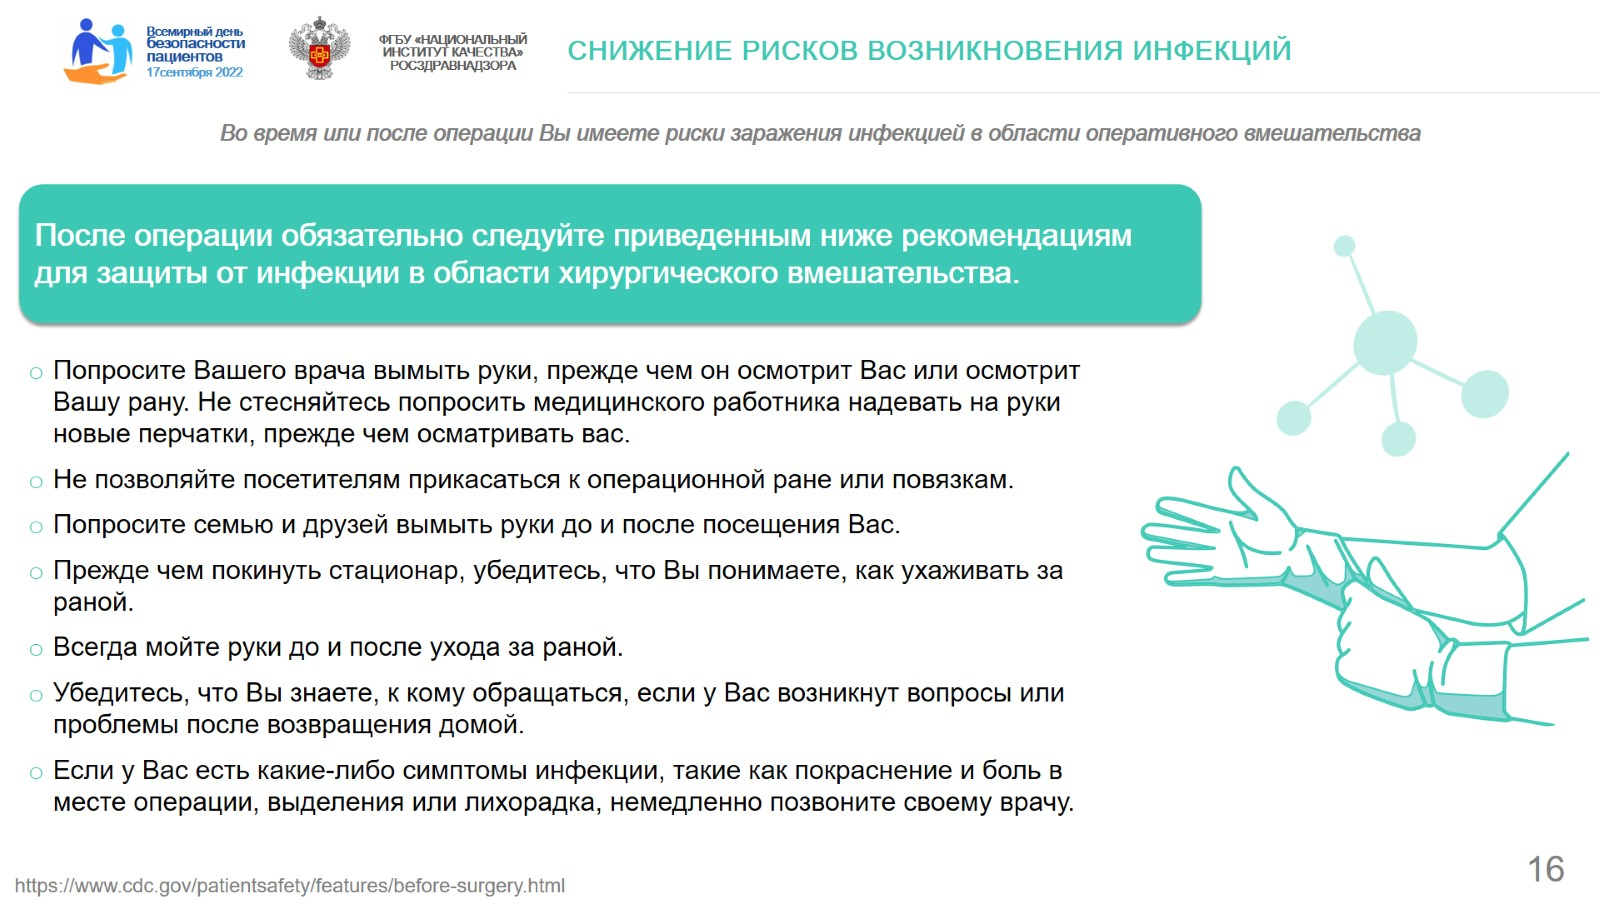 Всемирный день
безопасности
пациентов
17сентября 2022
ФГБУ «НАЦИОНАЛЬНЫЙ
ИНСТИТУТ КАЧЕСТВА»
РОСЗДРАВНАДЗОРА
СНИЖЕНИЕ РИСКОВ ВОЗНИКНОВЕНИЯ ИНФЕКЦИЙ
Во время или после операции Вы имеете риски заражения инфекцией в области оперативного вмешательства
После операции обязательно следуйте приведенным ниже рекомендациям
для защиты от инфекции в области хирургического вмешательства.
o Попросите Вашего врача вымыть руки, прежде чем он осмотрит Вас или осмотрит
Вашу рану. Не стесняйтесь попросить медицинского работника надевать на руки
новые перчатки, прежде чем осматривать вас.
o Не позволяйте посетителям прикасаться к операционной ране или повязкам.
o Попросите семью и друзей вымыть руки до и после посещения Вас.
o Прежде чем покинуть стационар, убедитесь, что Вы понимаете, как ухаживать за
раной.
o Всегда мойте руки до и после ухода за раной.
o Убедитесь, что Вы знаете, к кому обращаться, если у Вас возникнут вопросы или
проблемы после возвращения домой.
o Если у Вас есть какие-либо симптомы инфекции, такие как покраснение и боль в
месте операции, выделения или лихорадка, немедленно позвоните своему врачу.
https://www.cdc.gov/patientsafety/features/before-surgery.html
16